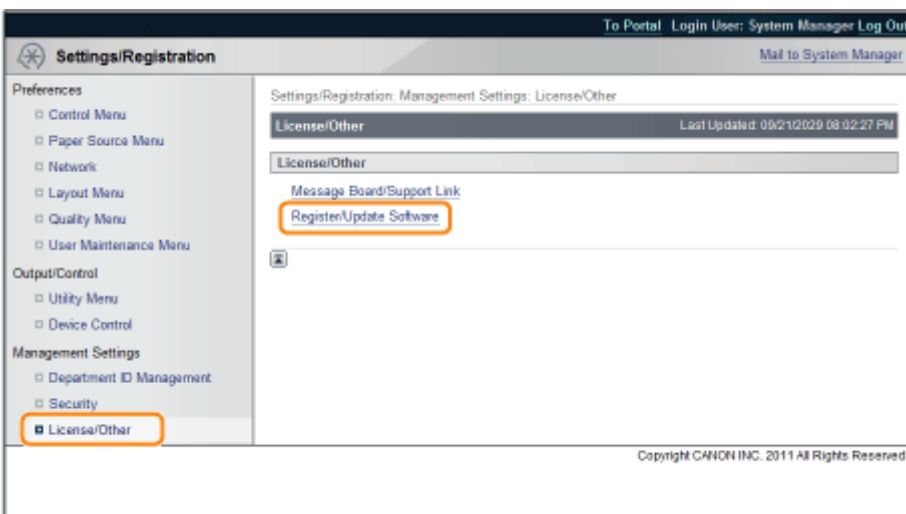 To Portal Login User: System Manager Log Out
Settings/Registration
Mail to System Manager
Preferences
Control Menu
Paper Source Menu
Network
Layout Menu
Quality Menu
User Maintenance Menu
Output/Control
Utility Menu
Device Control
Management Settings
Department ID Management
Security
License/Other
Settings/Registration: Management Settings: License/Other
License/Other Last Updated: 09/21/2029 08:02:27 PM
License/Other
Message Board/Support Link
Register/Update Software
Copyright CANON INC. 2011 All Rights Reserved